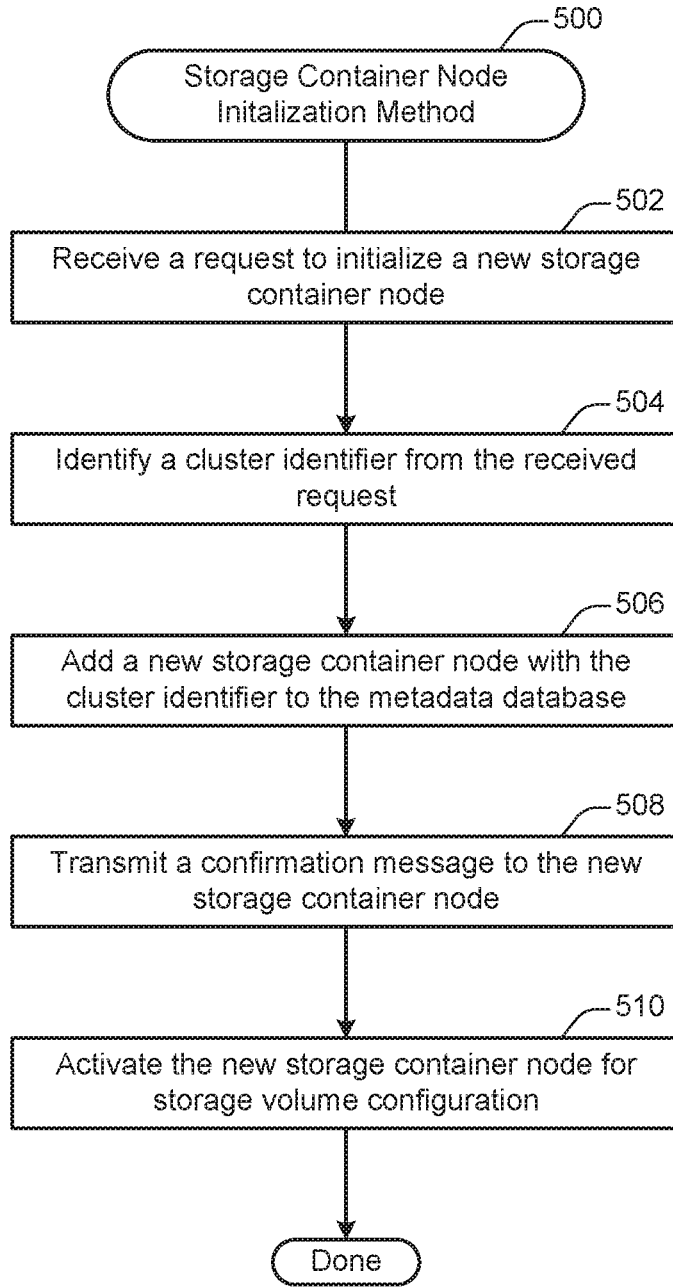 500
Storage Container Node
Initalization Method
502
Receive a request to initialize a new storage
container node
504
Identify a cluster identifier from the received
request
506
Add a new storage container node with the
cluster identifier to the metadata database
508
Transmit a confirmation message to the new
storage container node
510
Activate the new storage container node for
storage volume configuration
Done